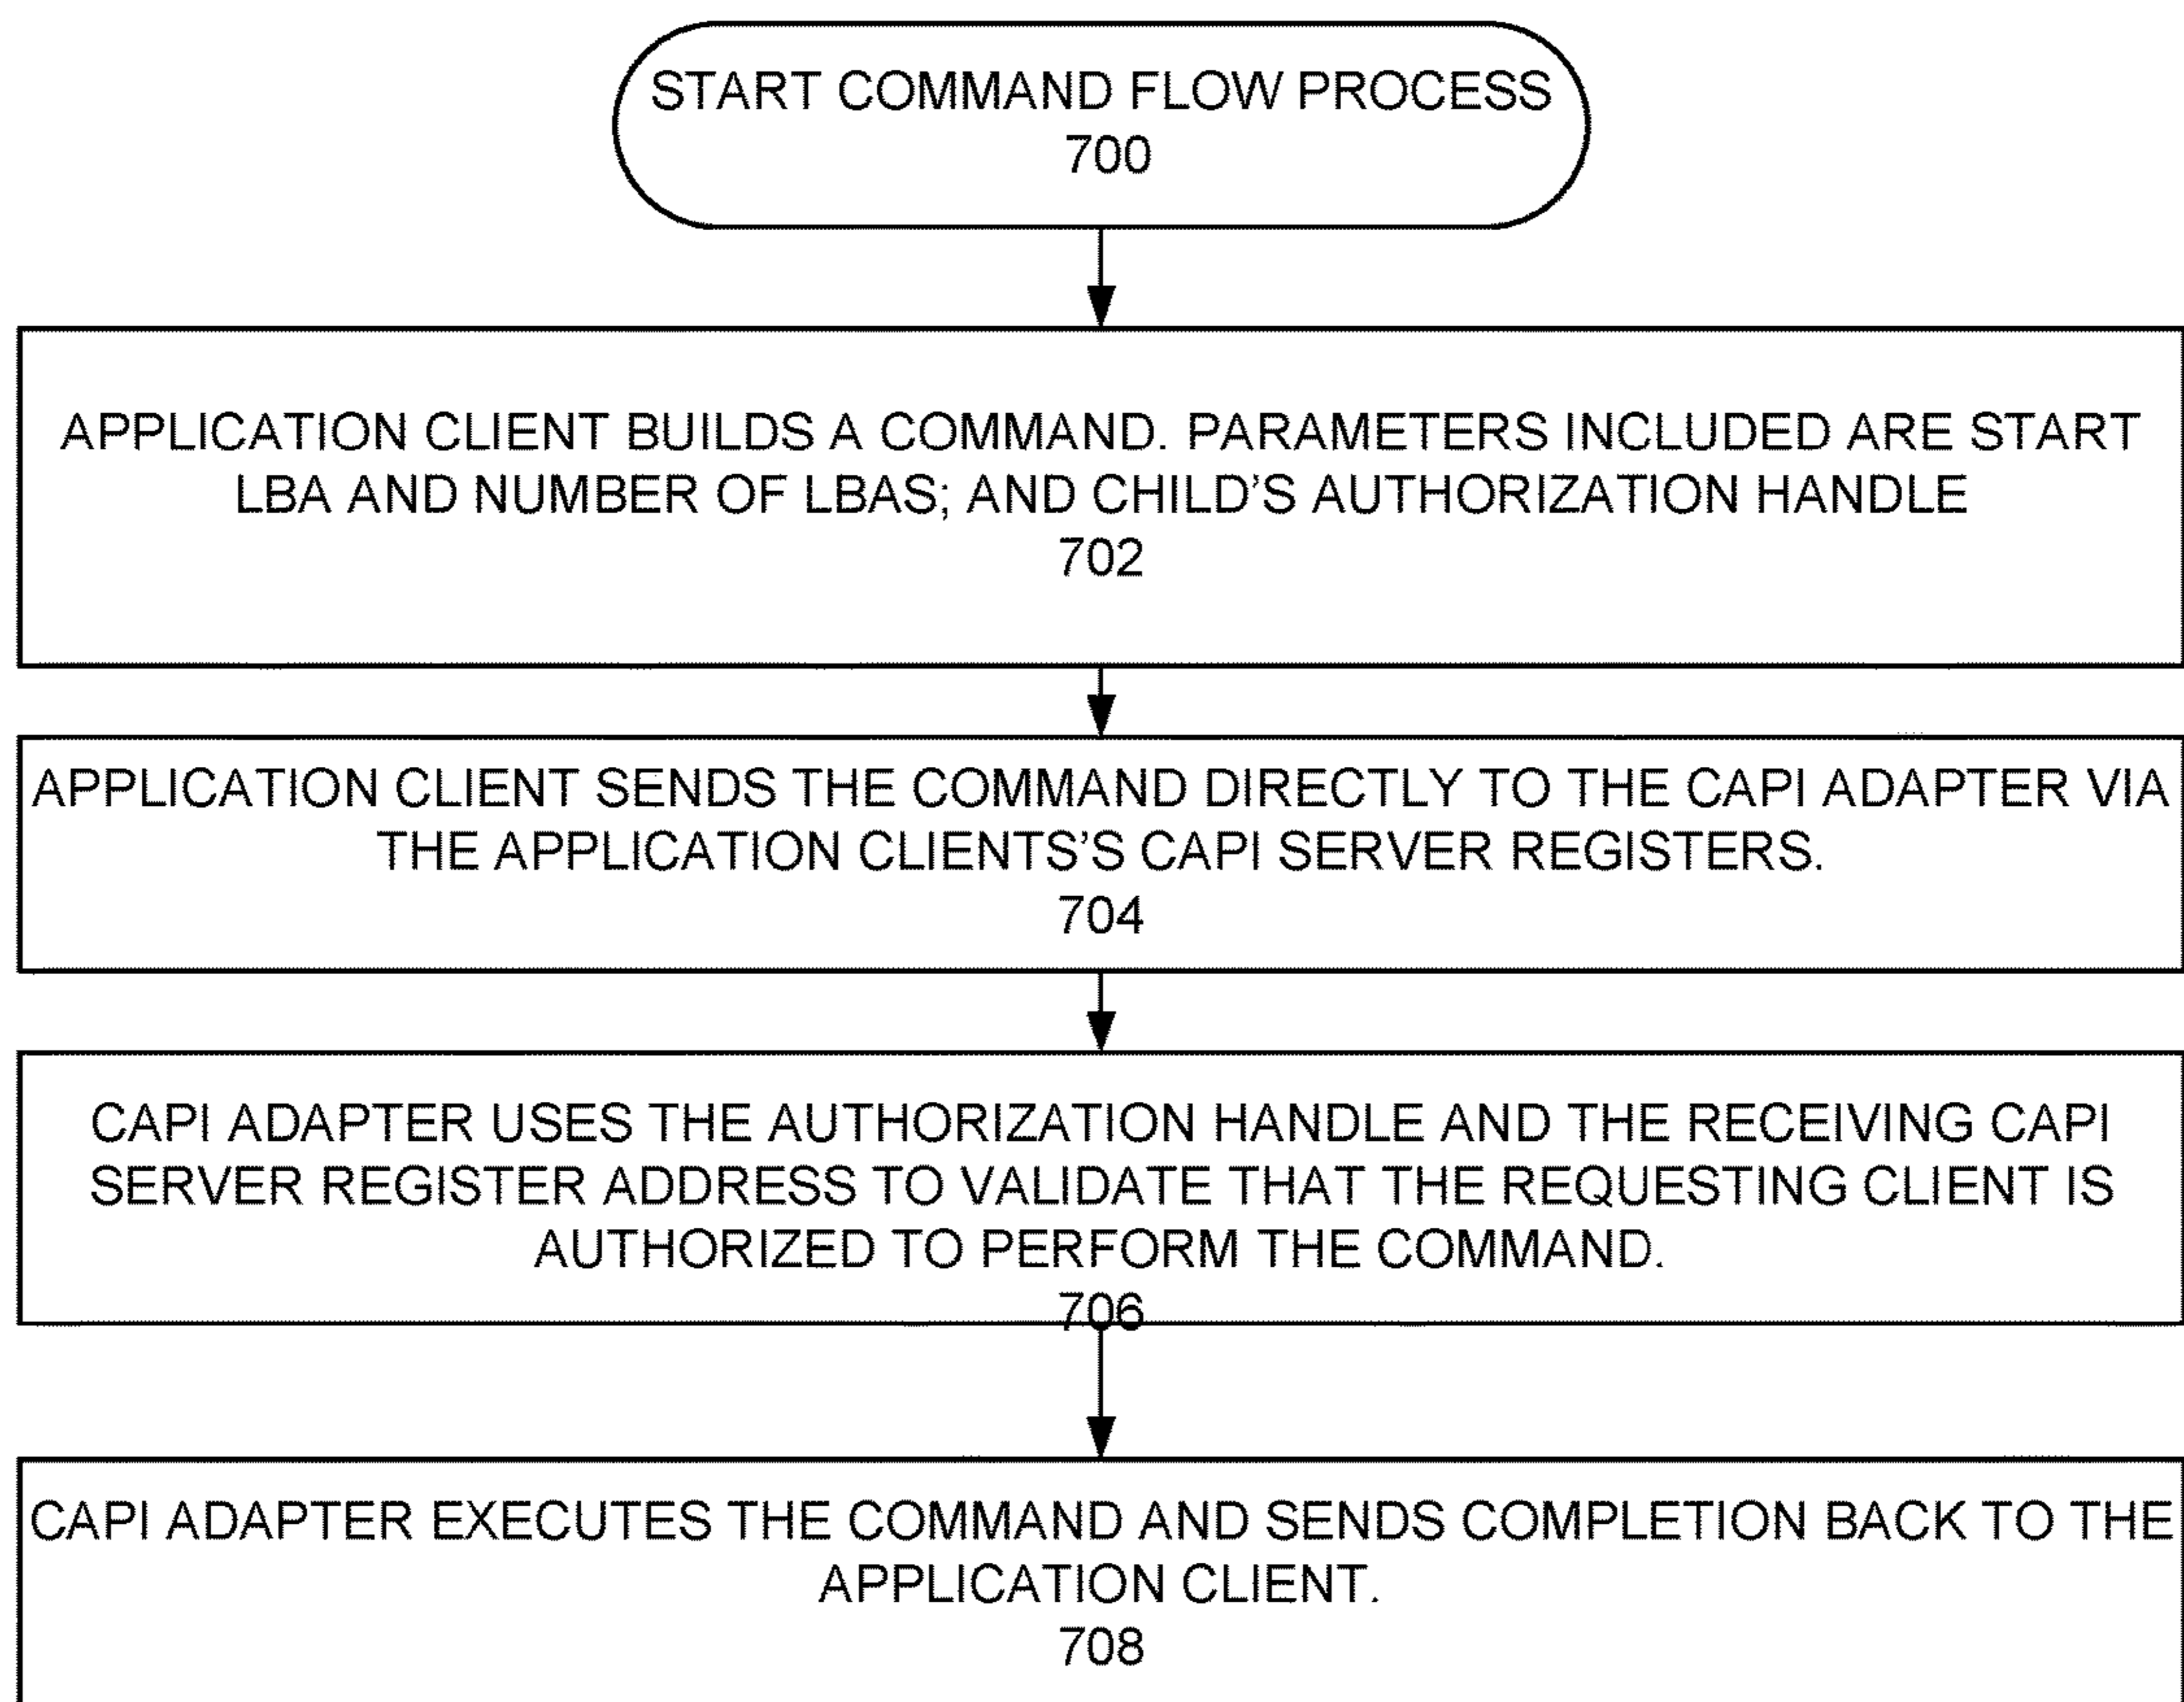 START COMMAND FLOW PROCESS
700
APPLICATION CLIENT BUILDS A COMMAND. PARAMETERS INCLUDED ARE START
LBA AND NUMBER OF LBAS; AND CHILD'S AUTHORIZATION HANDLE
702
APPLICATION CLIENT SENDS THE COMMAND DIRECTLY TO THE CAPI ADAPTER VIA
THE APPLICATION CLIENTS'S CAPI SERVER REGISTERS.
704
CAPI ADAPTER USES THE AUTHORIZATION HANDLE AND THE RECEIVING CAPI
SERVER REGISTER ADDRESS TO VALIDATE THAT THE REQUESTING CLIENT IS
AUTHORIZED TO PERFORM THE COMMAND.
706
CAPI ADAPTER EXECUTES THE COMMAND AND SENDS COMPLETION BACK TO THE
APPLICATION CLIENT.
708